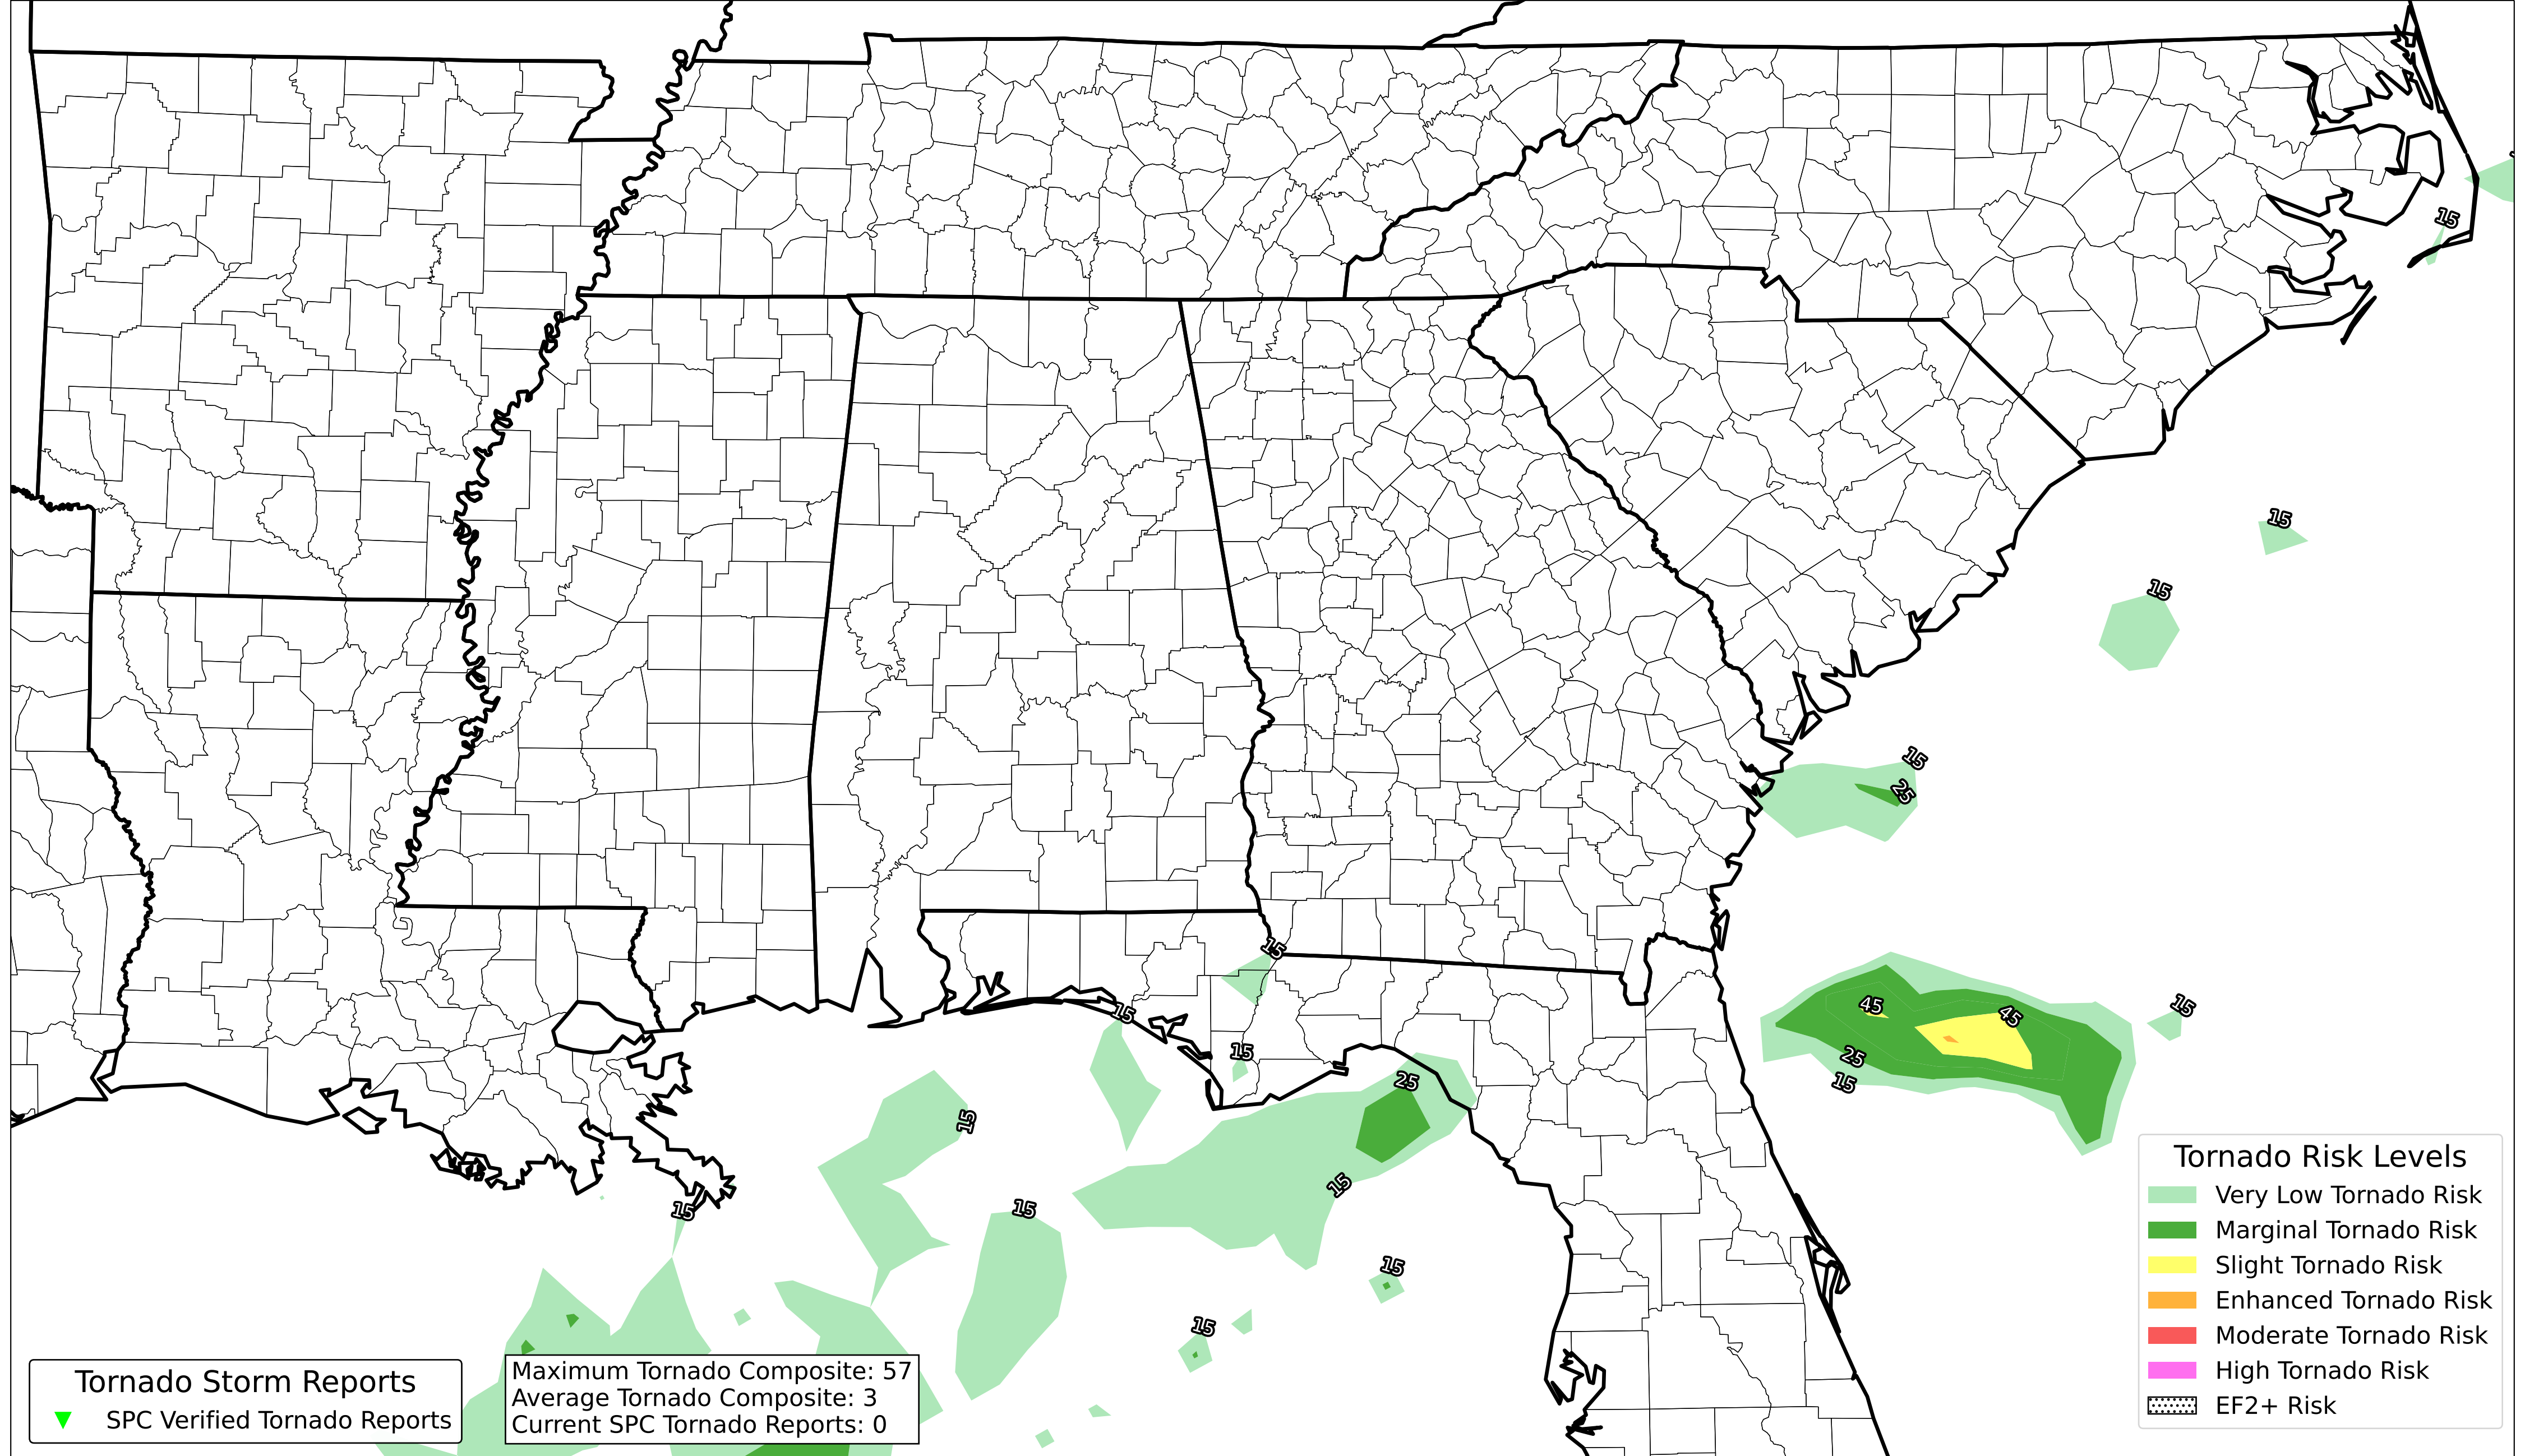 15
15
15
15
25
15
15
15
15
45
45
25
15
15
25
15
15
15
15
15
15
Tornado Risk Levels
Very Low Tornado Risk
Marginal Tornado Risk
Slight Tornado Risk
Enhanced Tornado Risk
Moderate Tornado Risk
High Tornado Risk
EF2+ Risk
Tornado Storm Reports
SPC Verified Tornado Reports
Maximum Tornado Composite: 57
Average Tornado Composite: 3
Current SPC Tornado Reports: 0